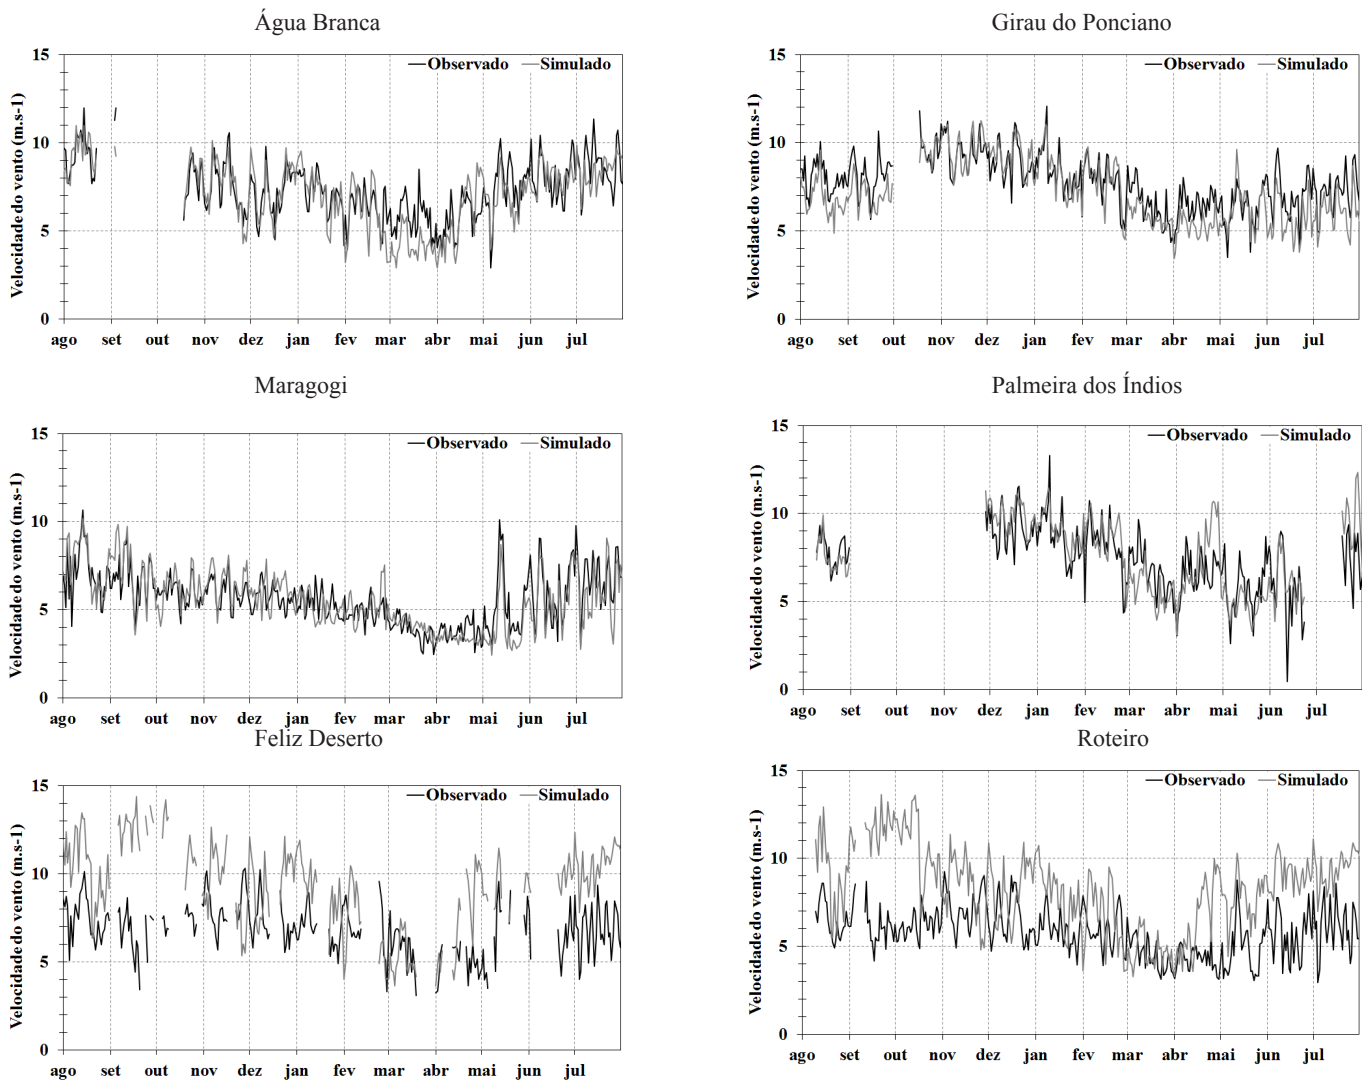 Água Branca
Velocidade do vento (m.s-1)
15
10
5
0
Observado Simulado
ago set out nov dez jan fev mar abr mai jun jul
Girau do Ponciano
Velocidade do vento (m.s-1)
15
10
5
0
Observado Simulado
ago set out nov dez jan fev mar abr mai jun jul
Maragogi
Velocidade do vento (m.s-1)
15
10
5
0
Observado Simulado
ago set out nov dez jan fev mar abr mai jun jul
Palmeira dos Índios
Velocidade do vento (m.s-1)
15
10
5
0
Observado Simulado
ago set out nov dez jan fev mar abr mai jun jul
Feliz Deserto
Velocidade do vento (m.s-1)
15
10
5
0
Observado Simulado
ago set out nov dez jan fev mar abr mai jun jul
Roteiro
Velocidade do vento (m.s-1)
15
10
5
0
Observado Simulado
ago set out nov dez jan fev mar abr mai jun jul